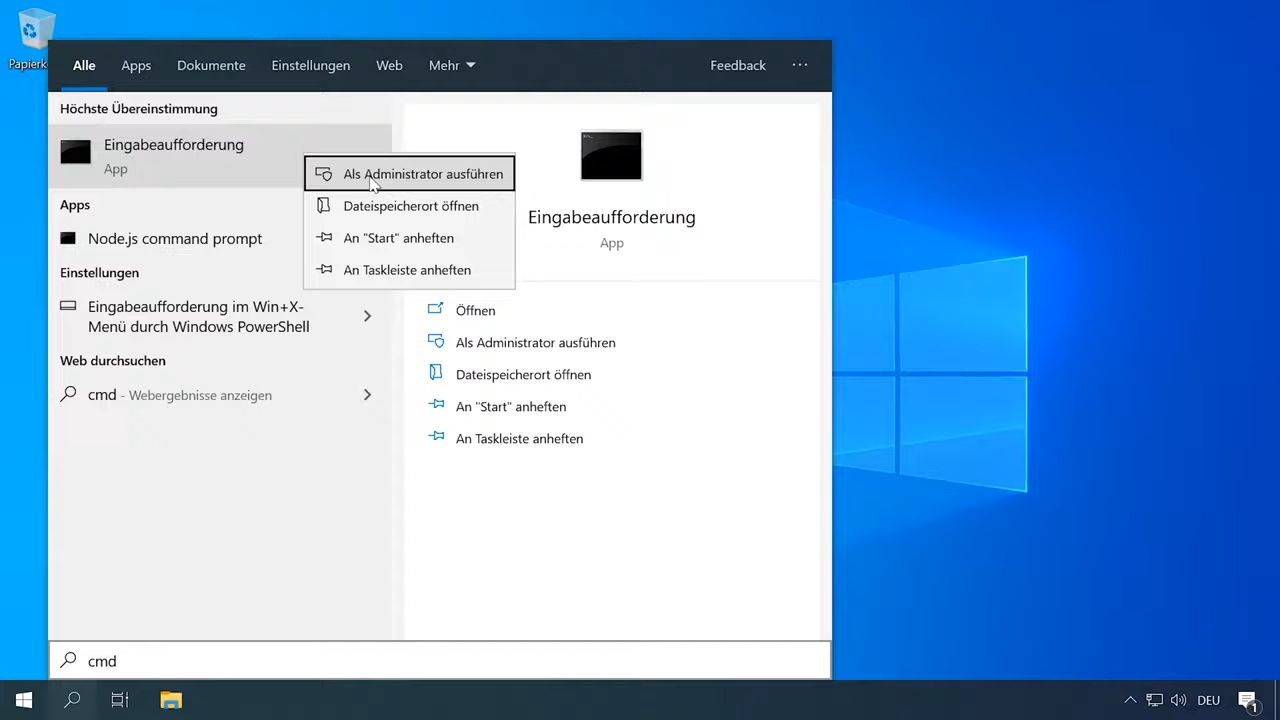 Papierk
Alle Apps Dokumente Einstellungen Web Mehr Feedback ...
Höchste Übereinstimmung
Eingabeaufforderung
App
Als Administrator ausführen
Dateispeicherort öffnen
An "Start" anheften
An Taskleiste anheften
Apps
Node.js command prompt
Einstellungen
Eingabeaufforderung im Win+X-
Menü durch Windows PowerShell
Web durchsuchen
cmd - Webergebnisse anzeigen
Eingabeaufforderung
App
Öffnen
Als Administrator ausführen
Dateispeicherort öffnen
An "Start" anheften
An Taskleiste anheften
cmd
DEU
1